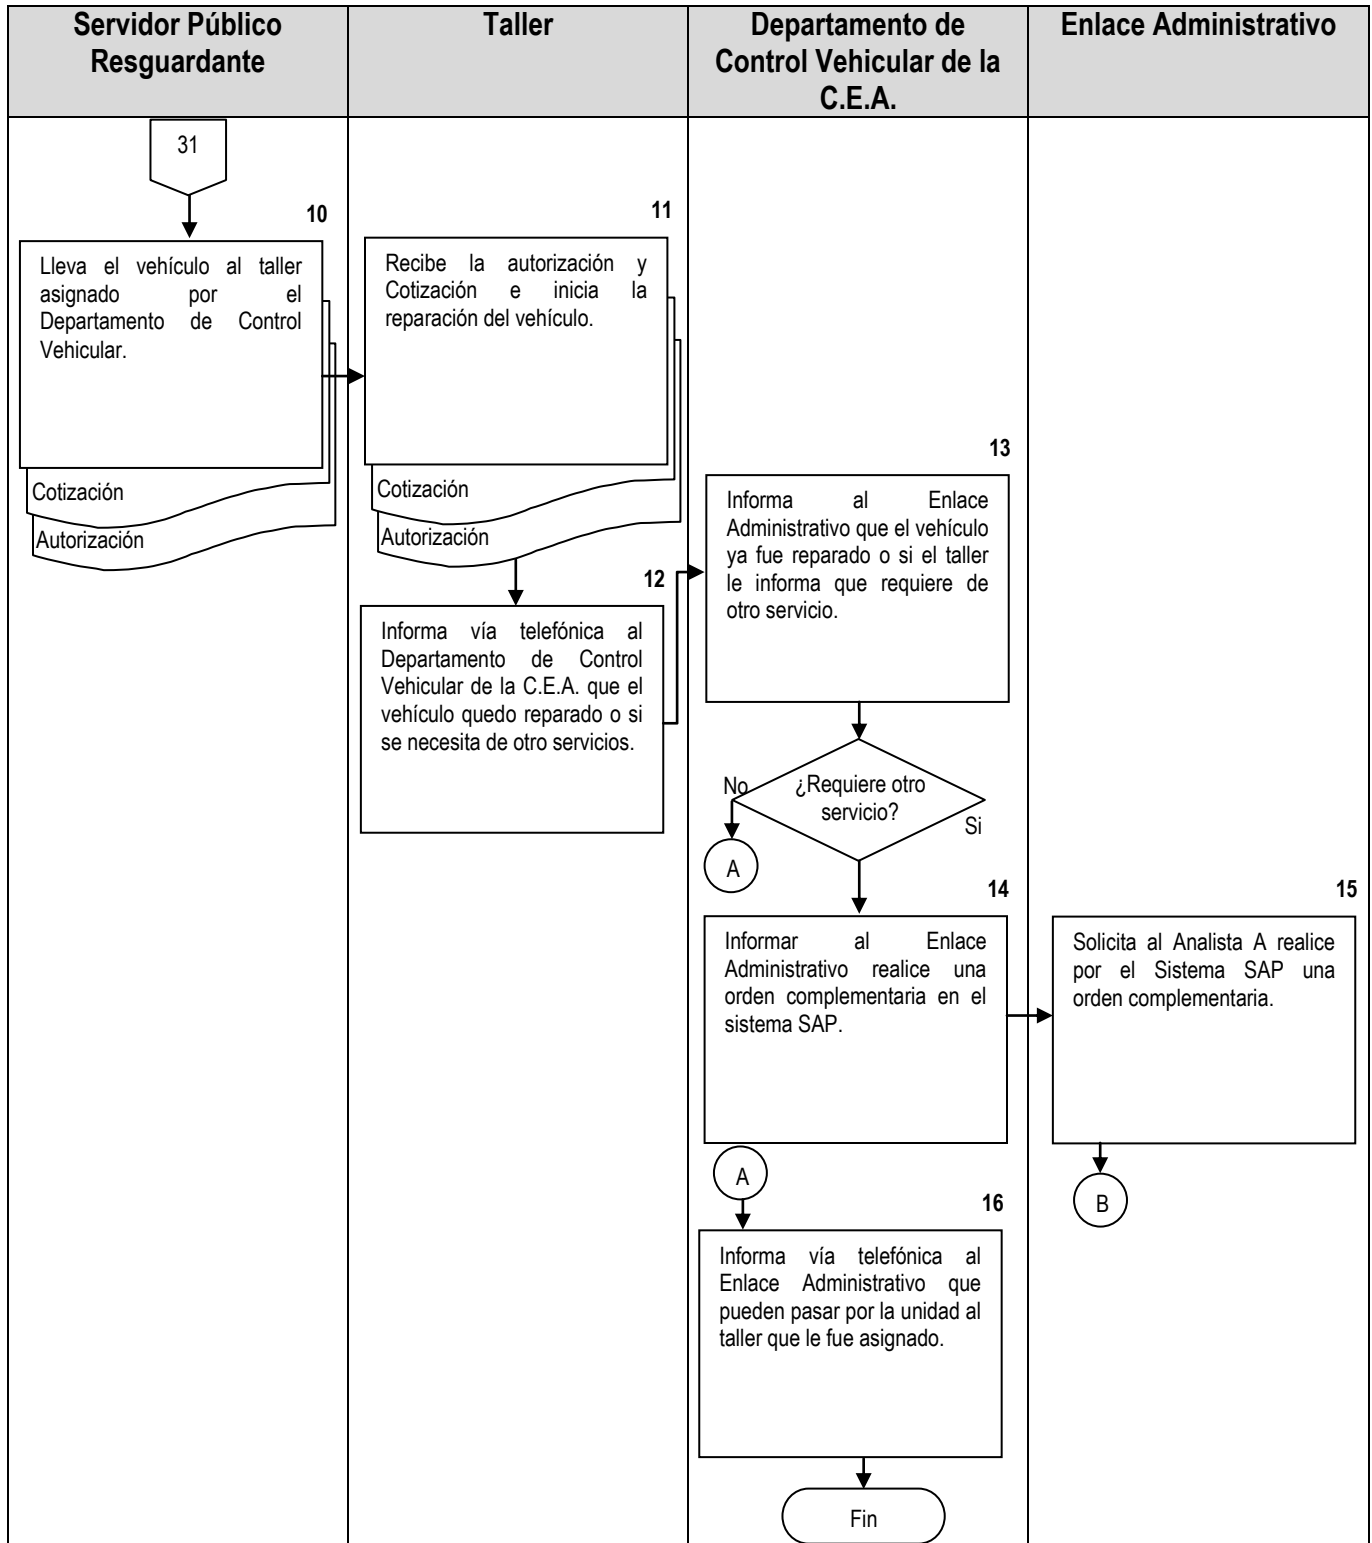 Servidor Público
Resguardante
Taller
Departamento de
Control Vehicular de la
C.E.A.
Enlace Administrativo
31
10
Lleva el vehículo al taller
asignado por el
Departamento de Control
Vehicular.
Cotización
Autorización
11
Recibe la autorización y
Cotización e inicia la
reparación del vehículo.
Cotización
Autorización
12
Informa vía telefónica al
Departamento de Control
Vehicular de la C.E.A. que el
vehículo quedo reparado o si
se necesita de otro servicios.
13
Informa al Enlace
Administrativo que el vehículo
ya fue reparado o si el taller
le informa que requiere de
otro servicio.
¿Requiere otro
servicio?
No
Si
A
14
Informar al Enlace
Administrativo realice una
orden complementaria en el
sistema SAP.
15
Solicita al Analista A realice
por el Sistema SAP una
orden complementaria.
B
A
16
Informa vía telefónica al
Enlace Administrativo que
pueden pasar por la unidad al
taller que le fue asignado.
Fin